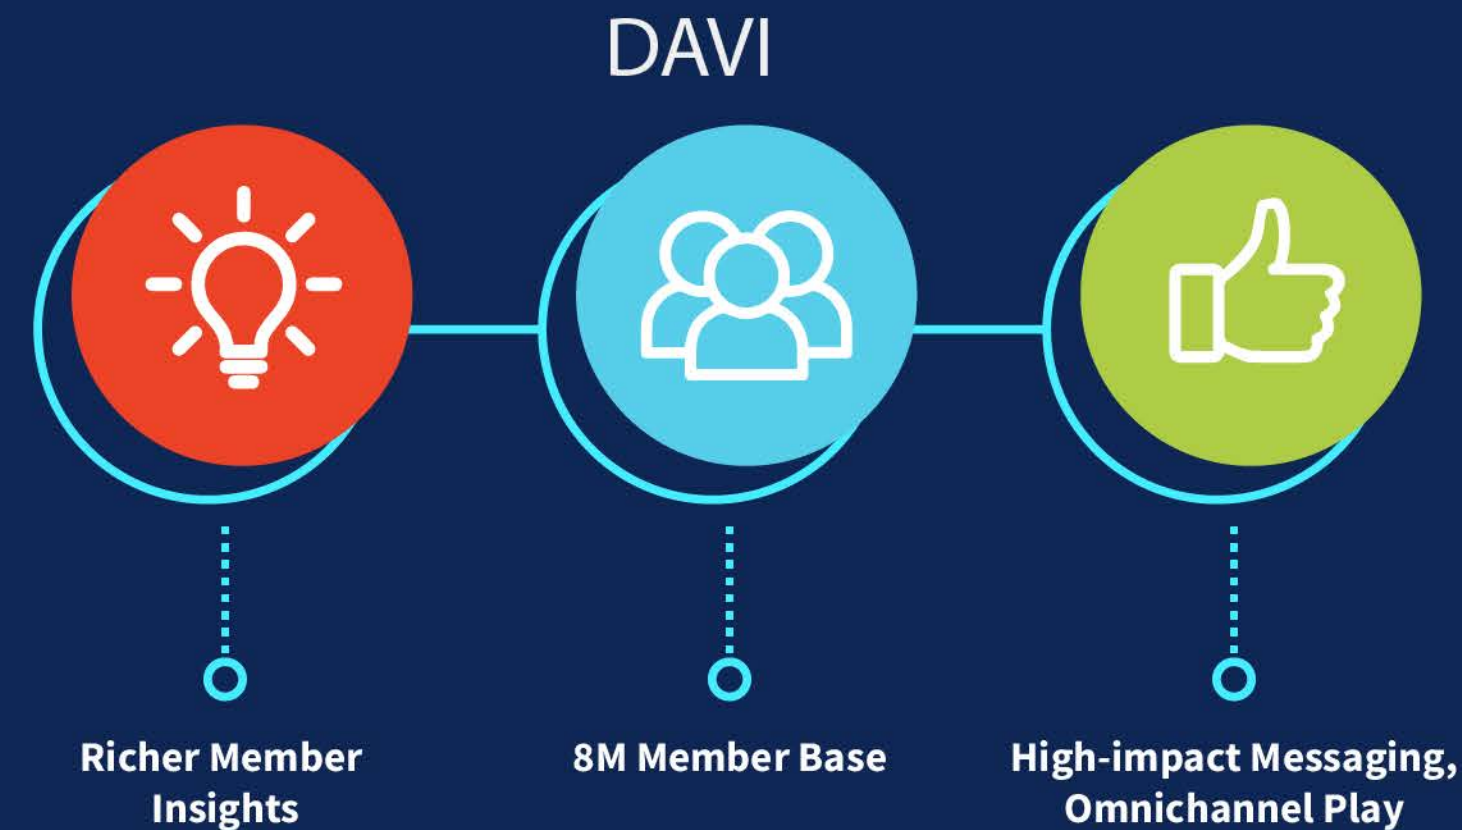 DAVI
Richer Member
Insights
8M Member Base
High-impact Messaging,
Omnichannel Play